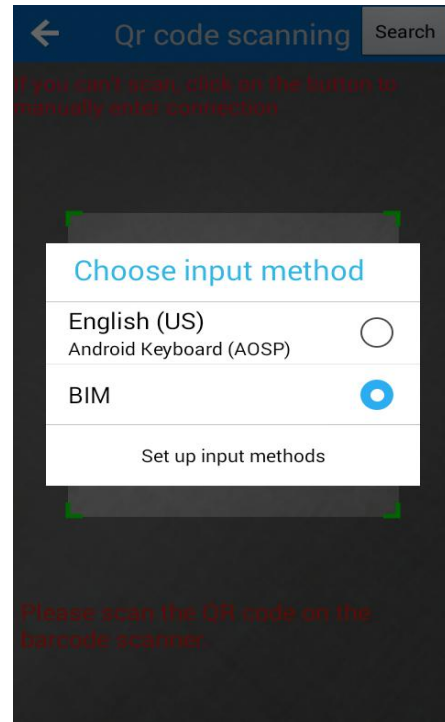 Qr code scanning
Search
If you can't scan, click on the button to
manually enter connection
Choose input method
English (US)
Android Keyboard (AOSP)
BIM
Set up input methods
Please scan the QR code on the
barcode scanner.